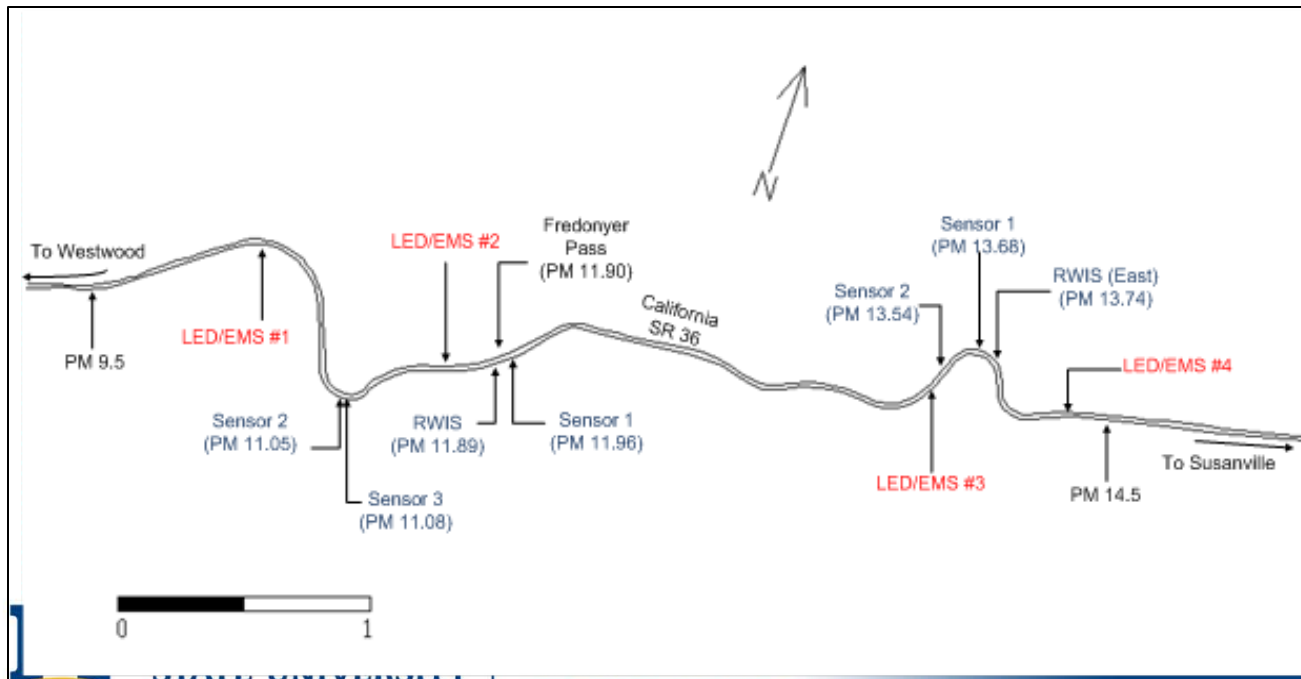 N
To Westwood
PM 9.5
LED/EMS #1
LED/EMS #2
Fredonyer
Pass
(PM 11.90)
California
SR 36
Sensor 1
(PM 13.68)
Sensor 2
(PM 13.54)
RWIS (East)
(PM 13.74)
LED/EMS #4
Sensor 2
(PM 11.05)
RWIS
(PM 11.89)
Sensor 1
(PM 11.96)
Sensor 3
(PM 11.08)
LED/EMS #3
PM 14.5
To Susanville
0
1